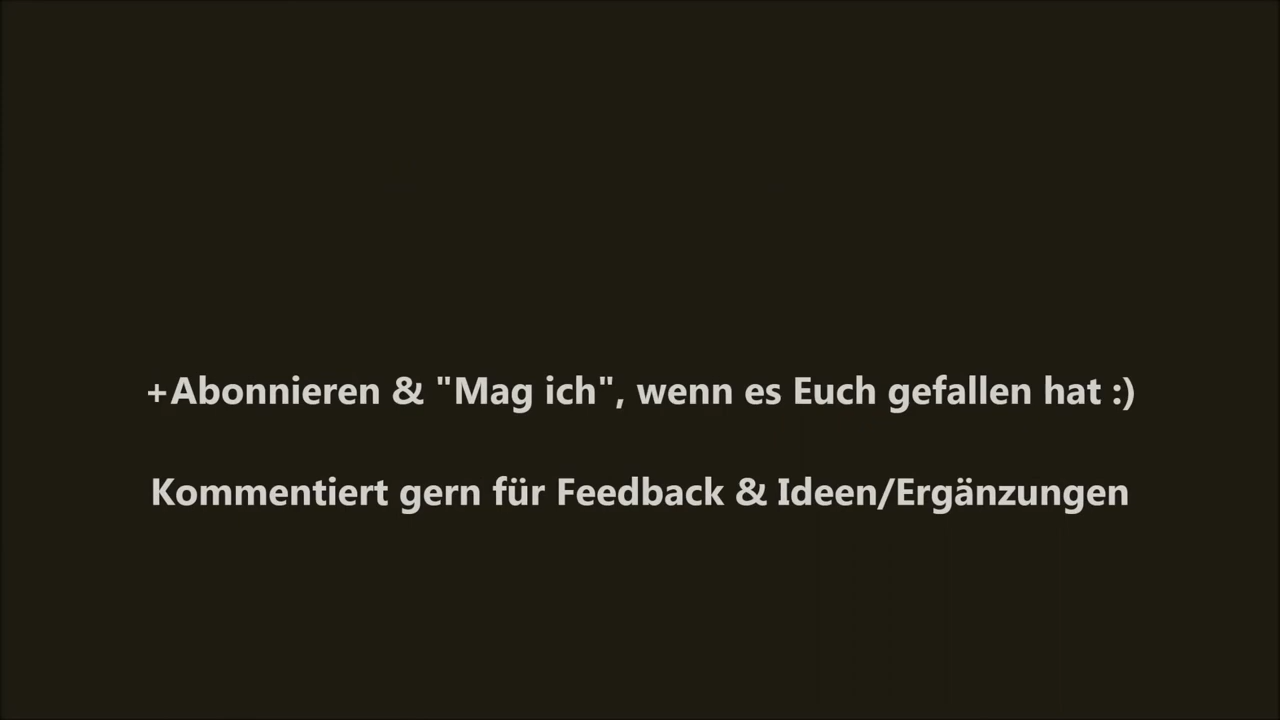 +Abonnieren & "Mag ich", wenn es Euch gefallen hat :)
Kommentiert gern für Feedback & Ideen/Ergänzungen